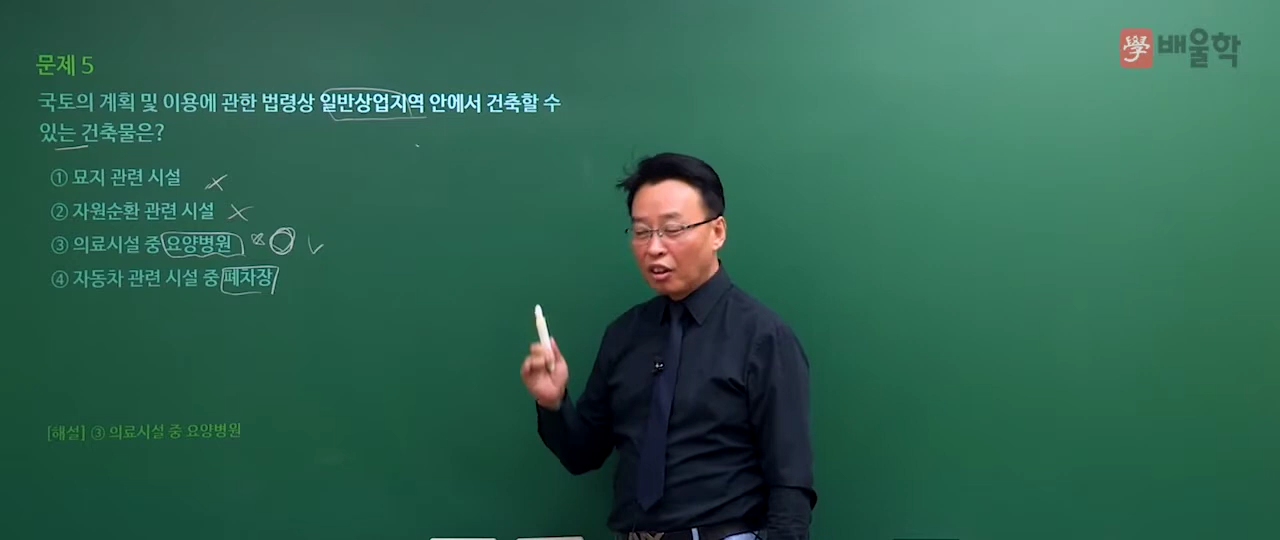 學 배울학
문제 5
국토의 계획 및 이용에 관한 법령상 일반상업지역 안에서 건축할 수
있는 건축물은?
① 묘지 관련 시설
② 자원순환 관련 시설
③ 의료시설 중 요양병원
④ 자동차 관련 시설 중 폐차장
[해설] ③ 의료시설 중 요양병원